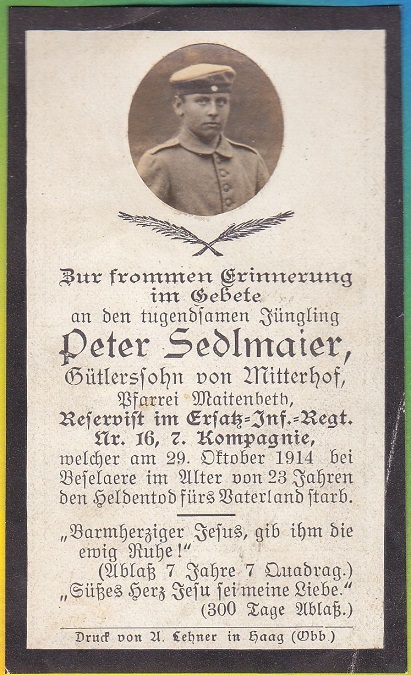 Zur frommen Erinnerung
im Gebete
an den tugendsamen Jüngling
Peter Sedlmaier,
Gütlerssohn von Mitterhof,
Pfarrei Maitenbeth,
Reservist im Ersatz-Inf.-Regt.
Nr. 16, 7. Kompagnie,
welcher am 29. Oktober 1914 bei
Beselaere im Alter von 23 Jahren
den Heldentod fürs Vaterland starb.
„Barmherziger Jesus, gib ihm die
ewig Ruhe!"
(Ablaß 7 Jahre 7 Quadrag.)
„Süßes Herz Jesu sei meine Liebe."
(300 Tage Ablaß.)
Druck von A. Lehner in Haag (Obb.)